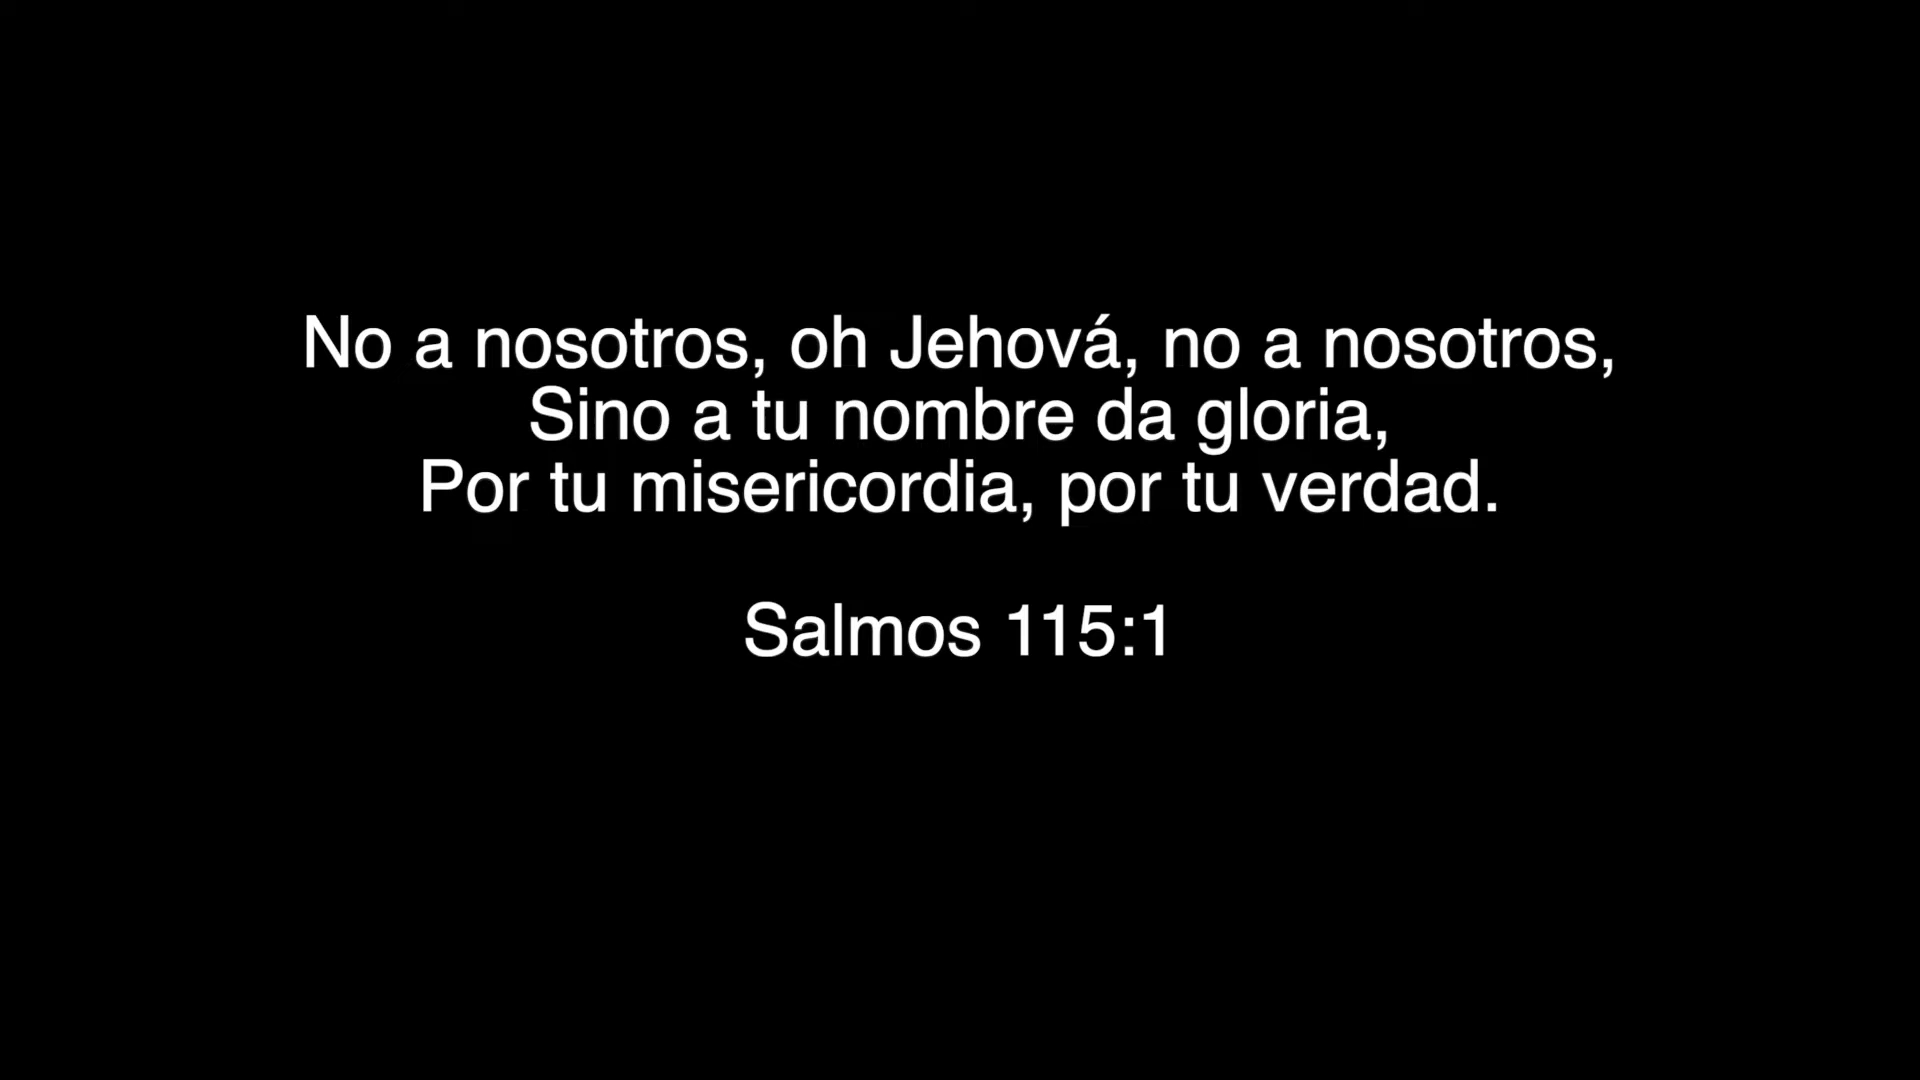 No a nosotros, oh Jehová, no a nosotros,
Sino a tu nombre da gloria,
Por tu misericordia, por tu verdad.
Salmos 115:1